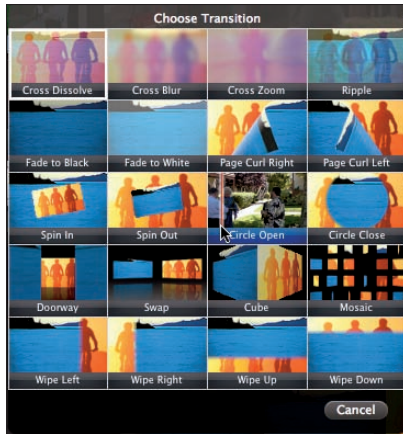 Choose Transition
Cross Dissolve
Cross Blur
Cross Zoom
Ripple
Fade to Black
Fade to White
Page Curl Right
Page Curl Left
Spin In
Spin Out
Circle Open
Circle Close
Doorway
Swap
Cube
Mosaic
Wipe Left
Wipe Right
Wipe Up
Wipe Down
Cancel